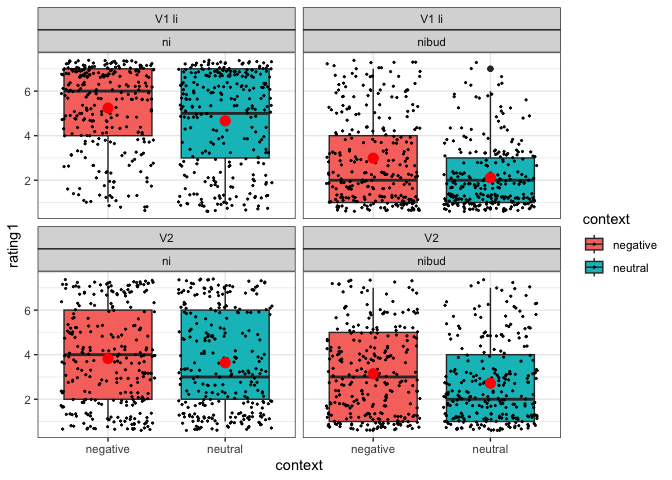 V1 li
V1 li
ni
nibud
6
4
2
V2
V2
ni
nibud
6
4
2
rating1
negative
neutral
negative
neutral
context
context
negative
neutral